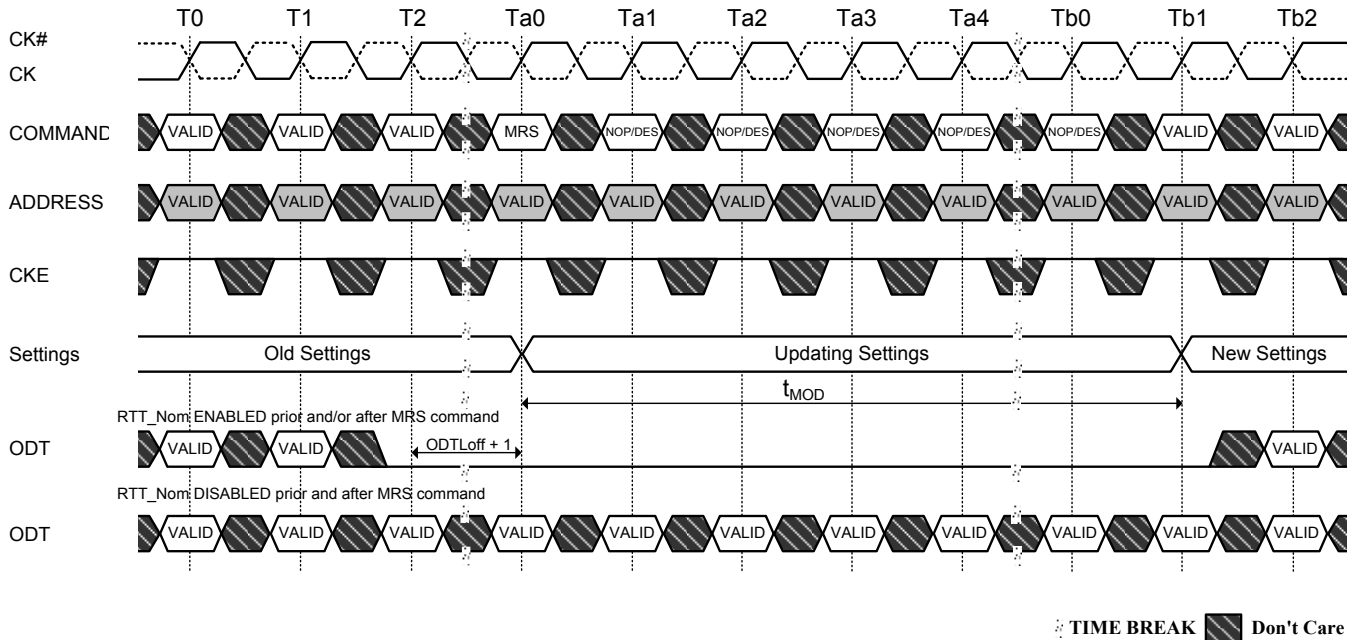 T0 T1 T2 Ta0 Ta1 Ta2 Ta3 Ta4 Tb0 Tb1 Tb2
CK#
CK
COMMAND VALID VALID VALID MRS NOP/DES NOP/DES NOP/DES NOP/DES NOP/DES VALID VALID
ADDRESS VALID VALID VALID VALID VALID VALID VALID VALID VALID VALID VALID
CKE
Settings Old Settings Updating Settings New Settings
tMOD
RTT_Nom ENABLED prior and/or after MRS command
ODT VALID VALID ODTLoff + 1 VALID
RTT_Nom DISABLED prior and after MRS command
ODT VALID VALID VALID VALID VALID VALID VALID VALID VALID VALID VALID
TIME BREAK Don't Care